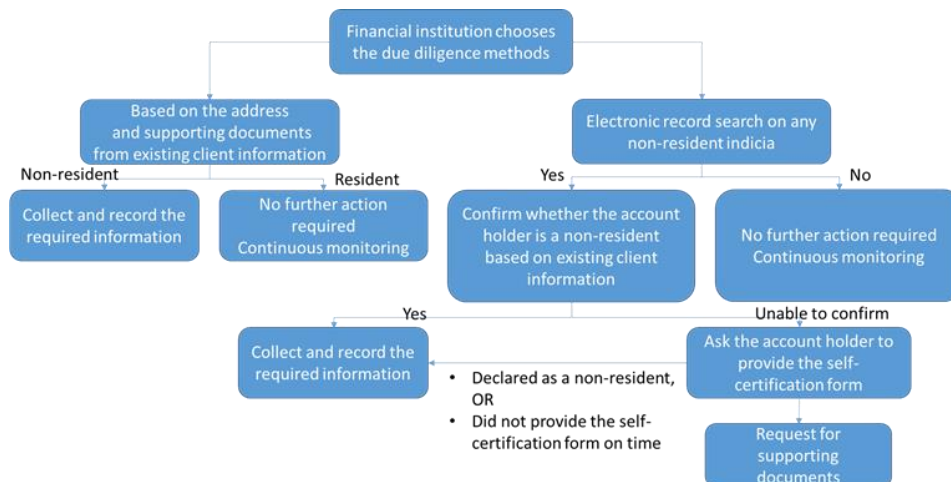 Financial institution chooses
the due diligence methods
Based on the address
and supporting documents
from existing client information
Electronic record search on any
non-resident indicia
Non-resident
Resident
Yes
No
Collect and record the
required information
No further action
required
Continuous monitoring
Confirm whether the account
holder is a non-resident
based on existing client
information
No further action required
Continuous monitoring
Yes
Unable to confirm
Collect and record the
required information
• Declared as a non-resident,
OR
• Did not provide the self-
certification form on time
Ask the account holder to
provide the self-
certification form
Request for
supporting
documents